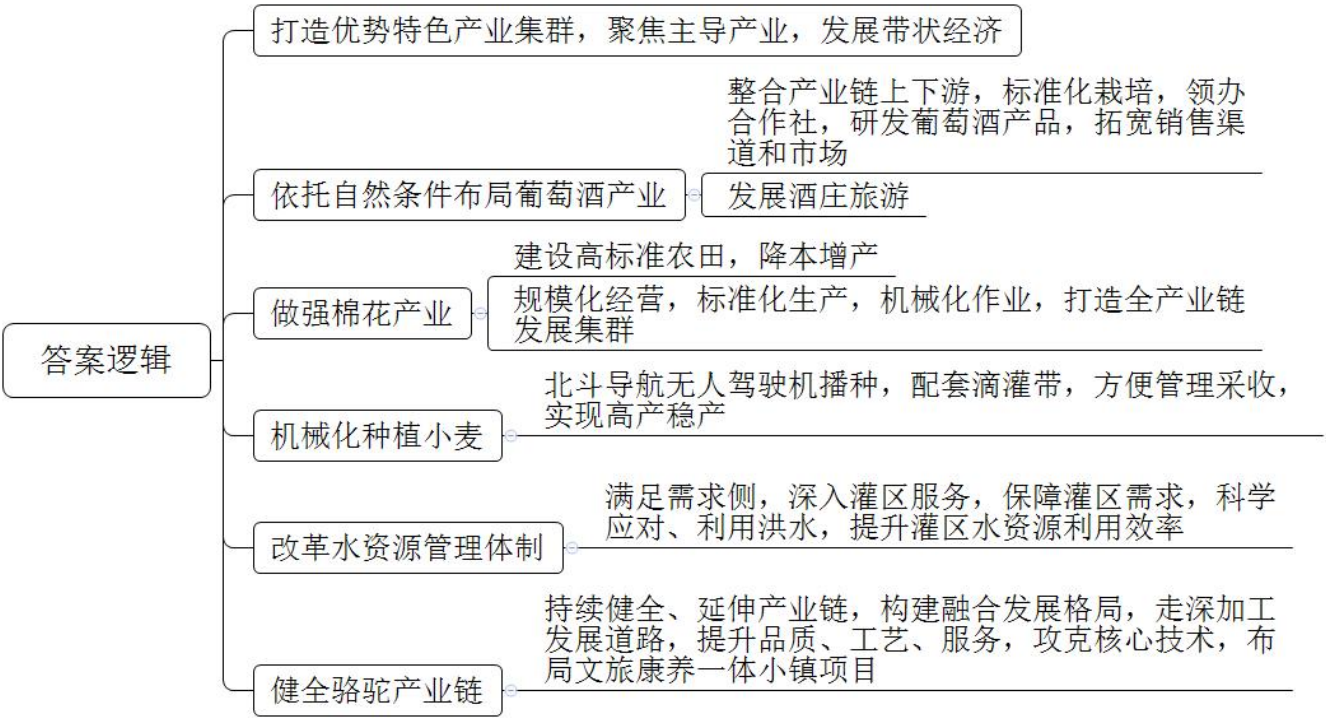 打造优势特色产业集群，聚焦主导产业，发展带状经济
整合产业链上下游，标准化栽培，领办
合作社，研发葡萄酒产品，拓宽销售渠
道和市场
依托自然条件布局葡萄酒产业
发展酒庄旅游
建设高标准农田，降本增产
做强棉花产业
规模化经营，标准化生产，机械化作业，打造全产业链
发展集群
答案逻辑
北斗导航无人驾驶机播种，配套滴灌带，方便管理采收，
实现高产稳产
机械化种植小麦
满足需求侧，深入灌区服务，保障灌区需求，科学
应对、利用洪水，提升灌区水资源利用效率
改革水资源管理体制
持续健全、延伸产业链，构建融合发展格局，走深加工
发展道路，提升品质、工艺、服务，攻克核心技术，布
局文旅康养一体小镇项目
健全骆驼产业链